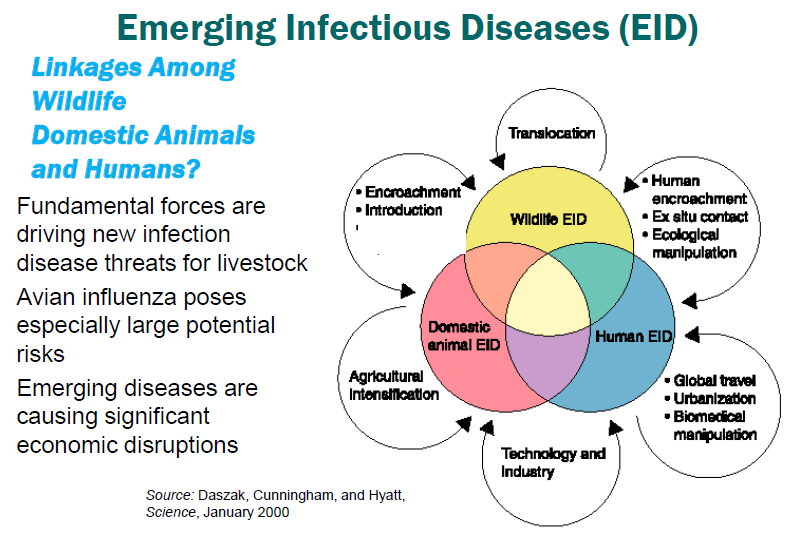 Emerging Infectious Diseases (EID)
Linkages Among
Wildlife
Domestic Animals
and Humans?
Fundamental forces are
driving new infection
disease threats for livestock
Avian influenza poses
especially large potential
risks
Emerging diseases are
causing significant
economic disruptions
Source: Daszak, Cunningham, and Hyatt,
Science, January 2000
Translocation
• Encroachment
• Introduction
• Human
encroachment
• Ex situ contact
• Ecological
manipulation
Wildlife EID
Domestic
animal EID
Human EID
Agricultural
Intensification
• Global travel
• Urbanization
• Biomedical
manipulation
Technology and
Industry